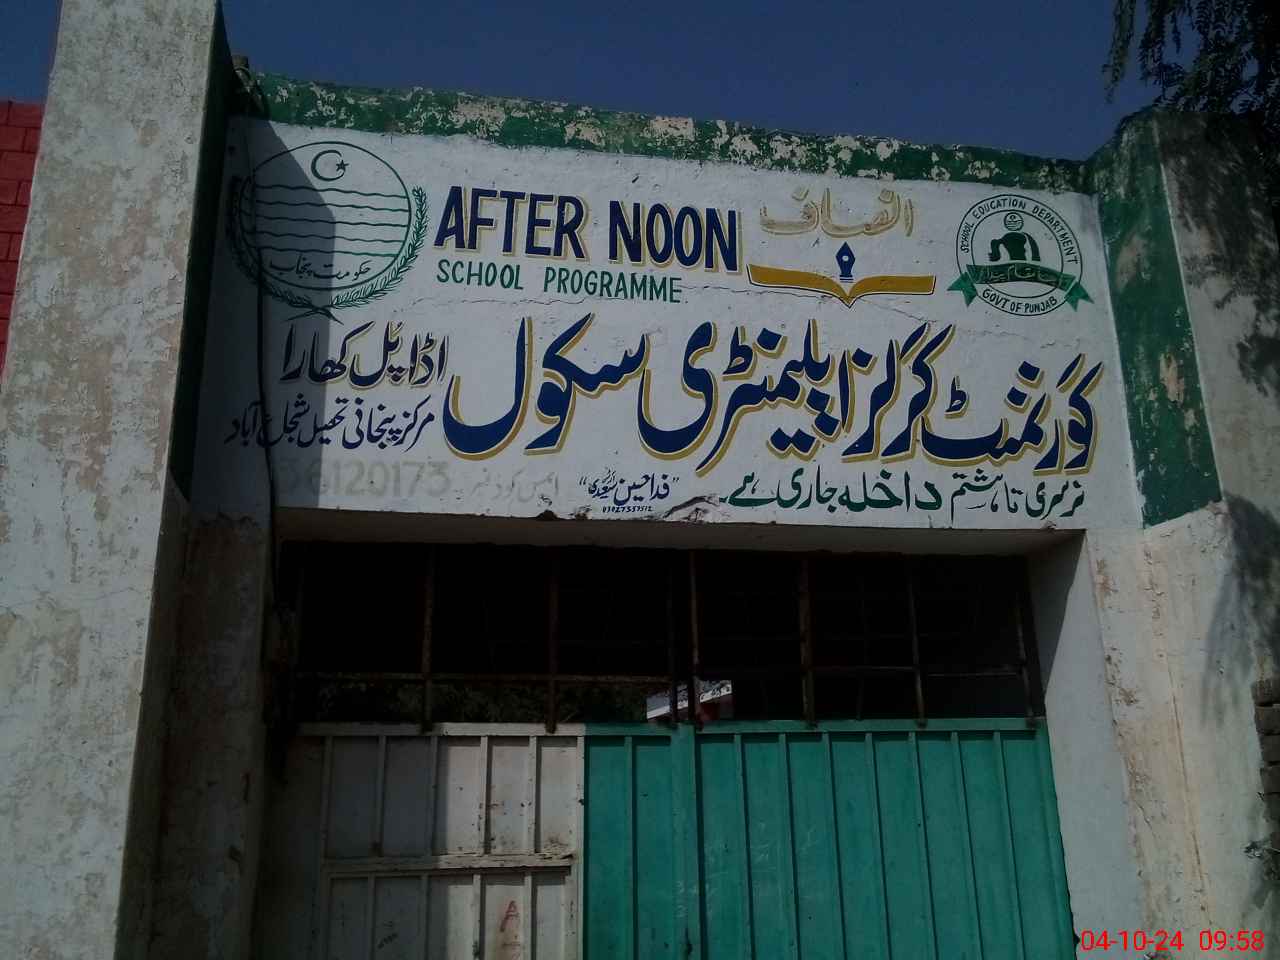 حکومت پنجاب
AFTER NOON
SCHOOL PROGRAMME
انصاف
SCHOOL EDUCATION DEPARTMENT
GOVT OF PUNJAB
گورنمنٹ گرلز ایلیمنٹری سکول
اڈا پل کھارا
مرکز پنجانی تحصیل شجاع آباد
نرسری تا ہشتم داخلہ جاری ہے۔
"فدا حسین سعیدی"
03027357512
ایمس کوڈ نمبر 36120173
04-10-24 09:58